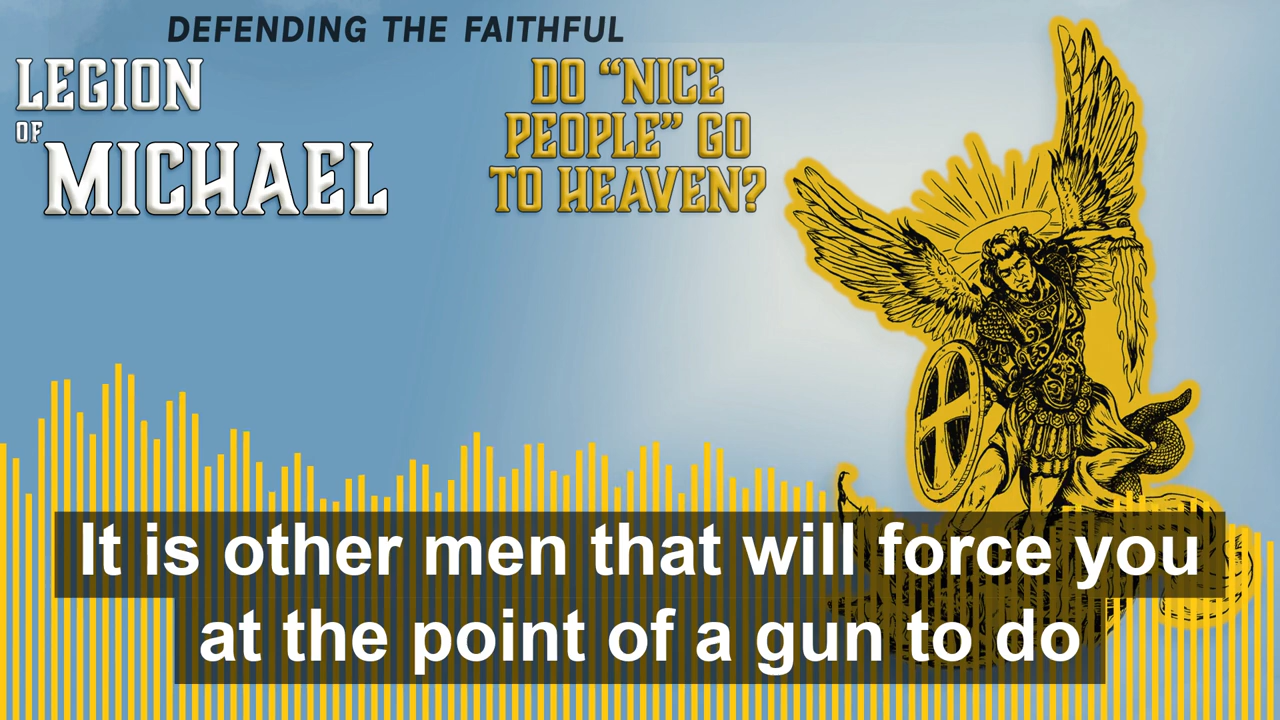 DEFENDING THE FAITHFUL
LEGION
OF
MICHAEL
DO “NICE
PEOPLE” GO
TO HEAVEN?
It is other men that will force you
at the point of a gun to do